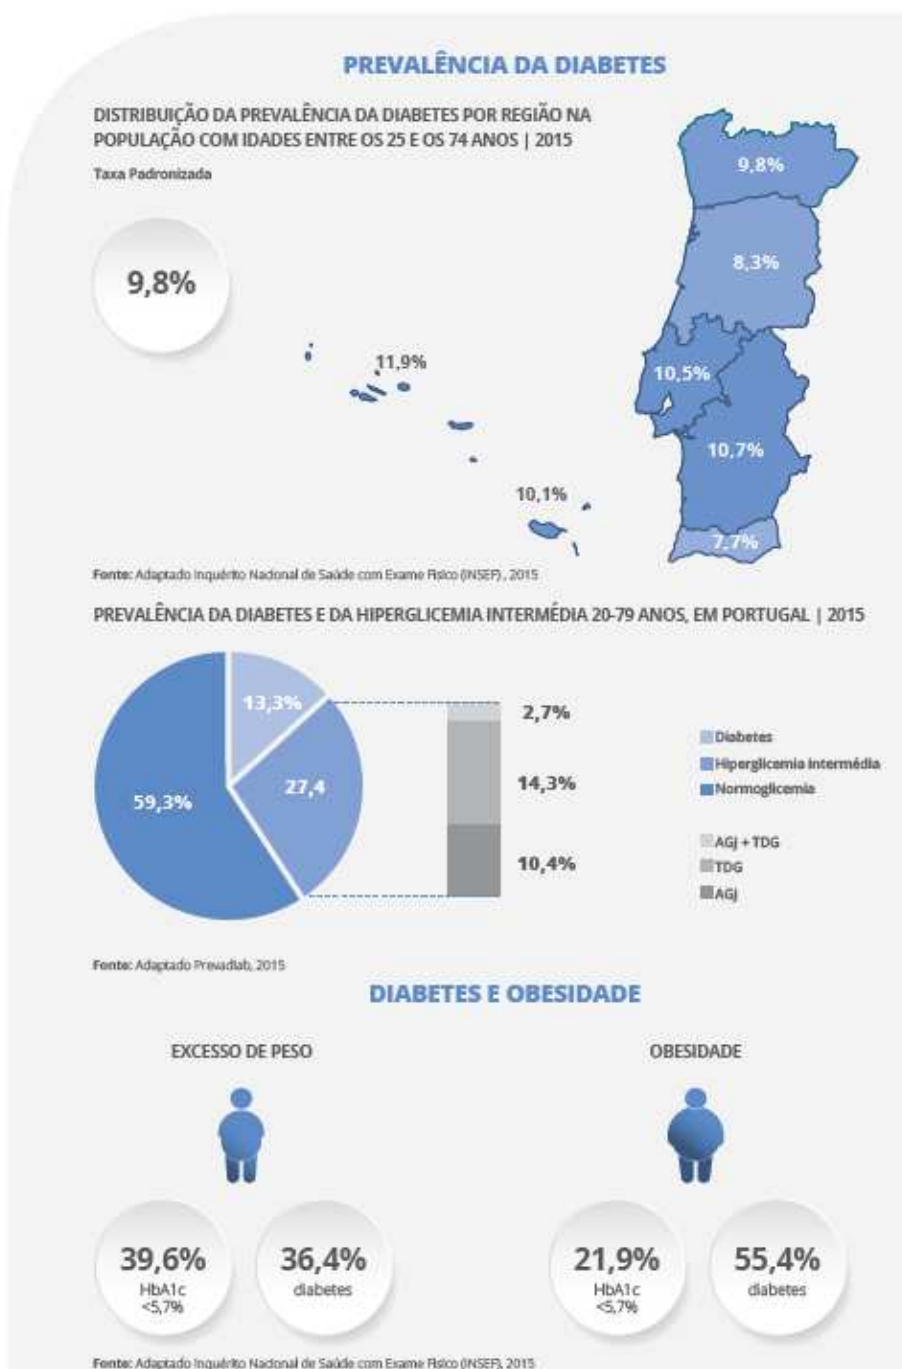 PREVALÊNCIA DA DIABETES
DISTRIBUIÇÃO DA PREVALÊNCIA DA DIABETES POR REGIÃO NA
POPULAÇÃO COM IDADES ENTRE OS 25 E OS 74 ANOS | 2015
Taxa Padronizada
9,8%
9,8%
8,3%
11,9%
10,5%
10,7%
10,1%
7,7%
Fonte: Adaptado Inquérito Nacional de Saúde com Exame Físico (INSEF) , 2015
PREVALÊNCIA DA DIABETES E DA HIPERGLICEMIA INTERMÉDIA 20-79 ANOS, EM PORTUGAL | 2015
13,3%
27,4
59,3%
2,7%
14,3%
10,4%
Diabetes
Hiperglicemia intermédia
Normoglicemia
AGJ + TDG
TDG
AGJ
Fonte: Adaptado Prevadiab, 2015
DIABETES E OBESIDADE
EXCESSO DE PESO
OBESIDADE
39,6%
HbA1c
<5,7%
36,4%
diabetes
21,9%
HbA1c
<5,7%
55,4%
diabetes
Fonte: Adaptado Inquérito Nacional de Saúde com Exame Físico (INSEF), 2015